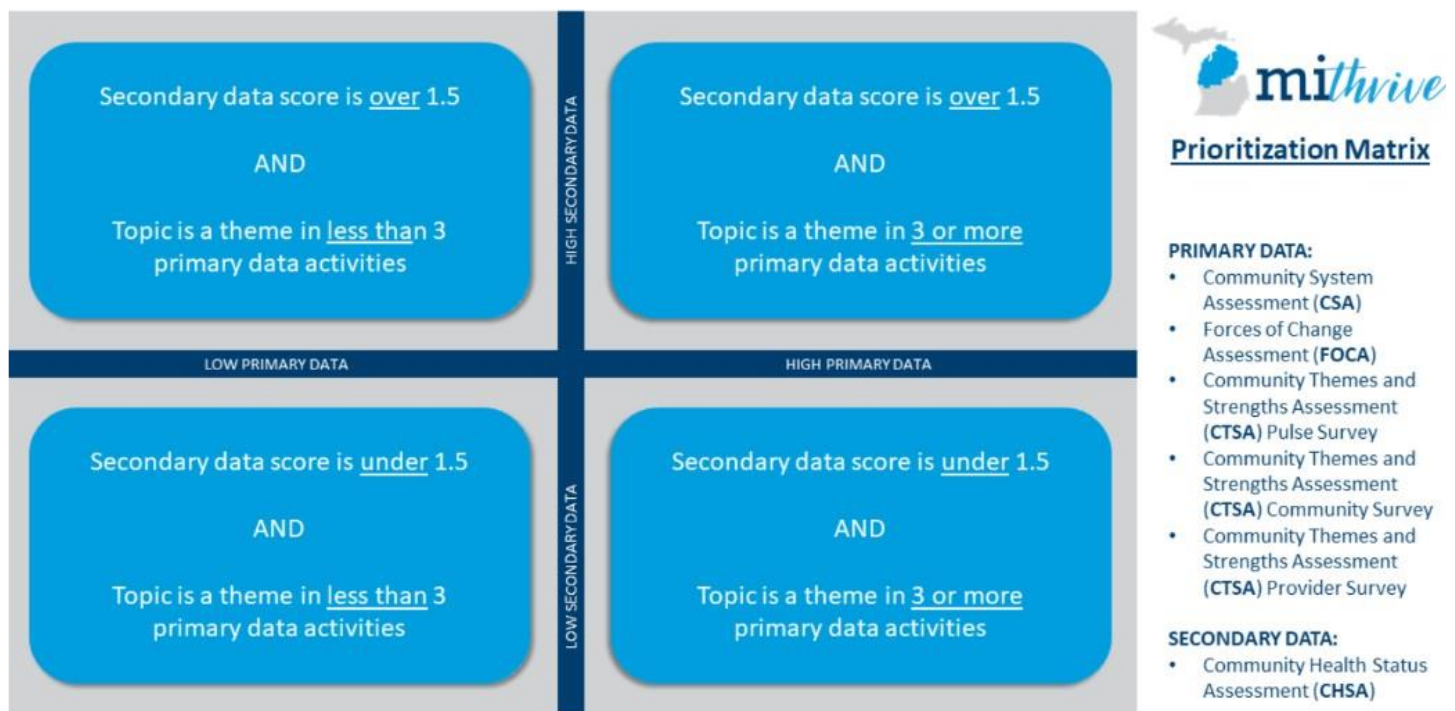 Secondary data score is over 1.5
AND
Topic is a theme in less than 3
primary data activities
HIGH SECONDARY DATA
Secondary data score is over 1.5
AND
Topic is a theme in 3 or more
primary data activities
LOW PRIMARY DATA
HIGH PRIMARY DATA
Secondary data score is under 1.5
AND
Topic is a theme in less than 3
primary data activities
LOW SECONDARY DATA
Secondary data score is under 1.5
AND
Topic is a theme in 3 or more
primary data activities
mithrive
Prioritization Matrix
PRIMARY DATA:
• Community System
Assessment (CSA)
• Forces of Change
Assessment (FOCA)
• Community Themes and
Strengths Assessment
(CTSA) Pulse Survey
• Community Themes and
Strengths Assessment
(CTSA) Community Survey
• Community Themes and
Strengths Assessment
(CTSA) Provider Survey
SECONDARY DATA:
• Community Health Status
Assessment (CHSA)